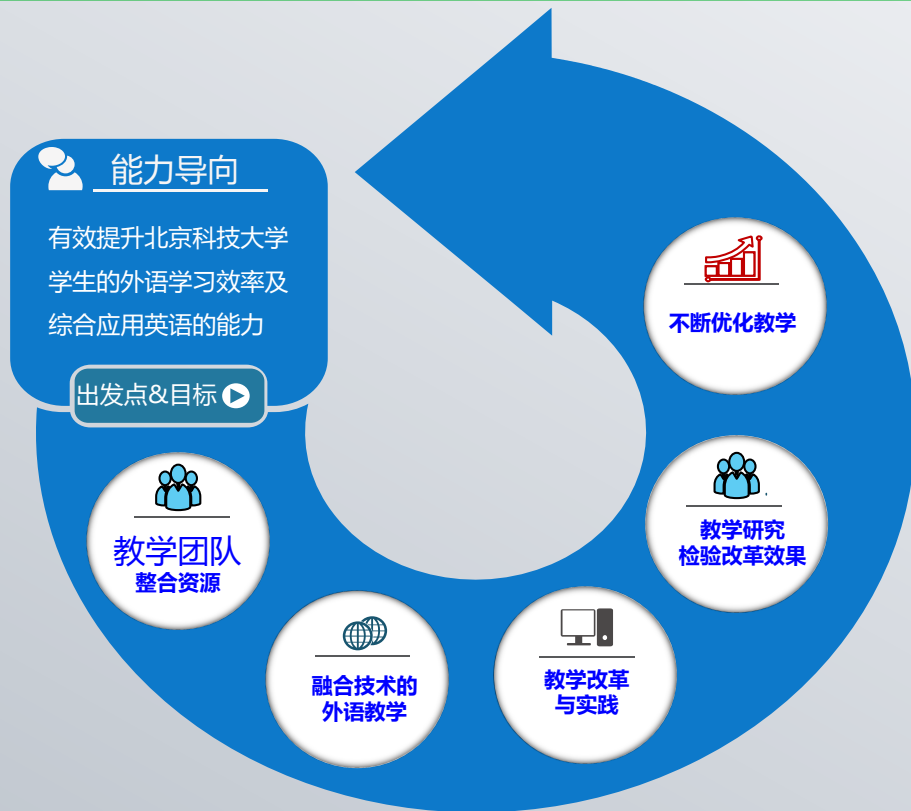 能力导向
有效提升北京科技大学
学生的外语学习效率及
综合应用英语的能力
出发点&目标
教学团队
整合资源
融合技术的
外语教学
教学改革
与实践
教学研究
检验改革效果
不断优化教学